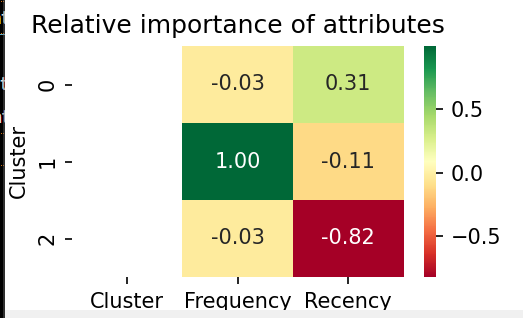 Relative importance of attributes
Cluster
0
-0.03
0.31
1
1.00
-0.11
2
-0.03
-0.82
0.5
0.0
−0.5
Cluster
Frequency
Recency